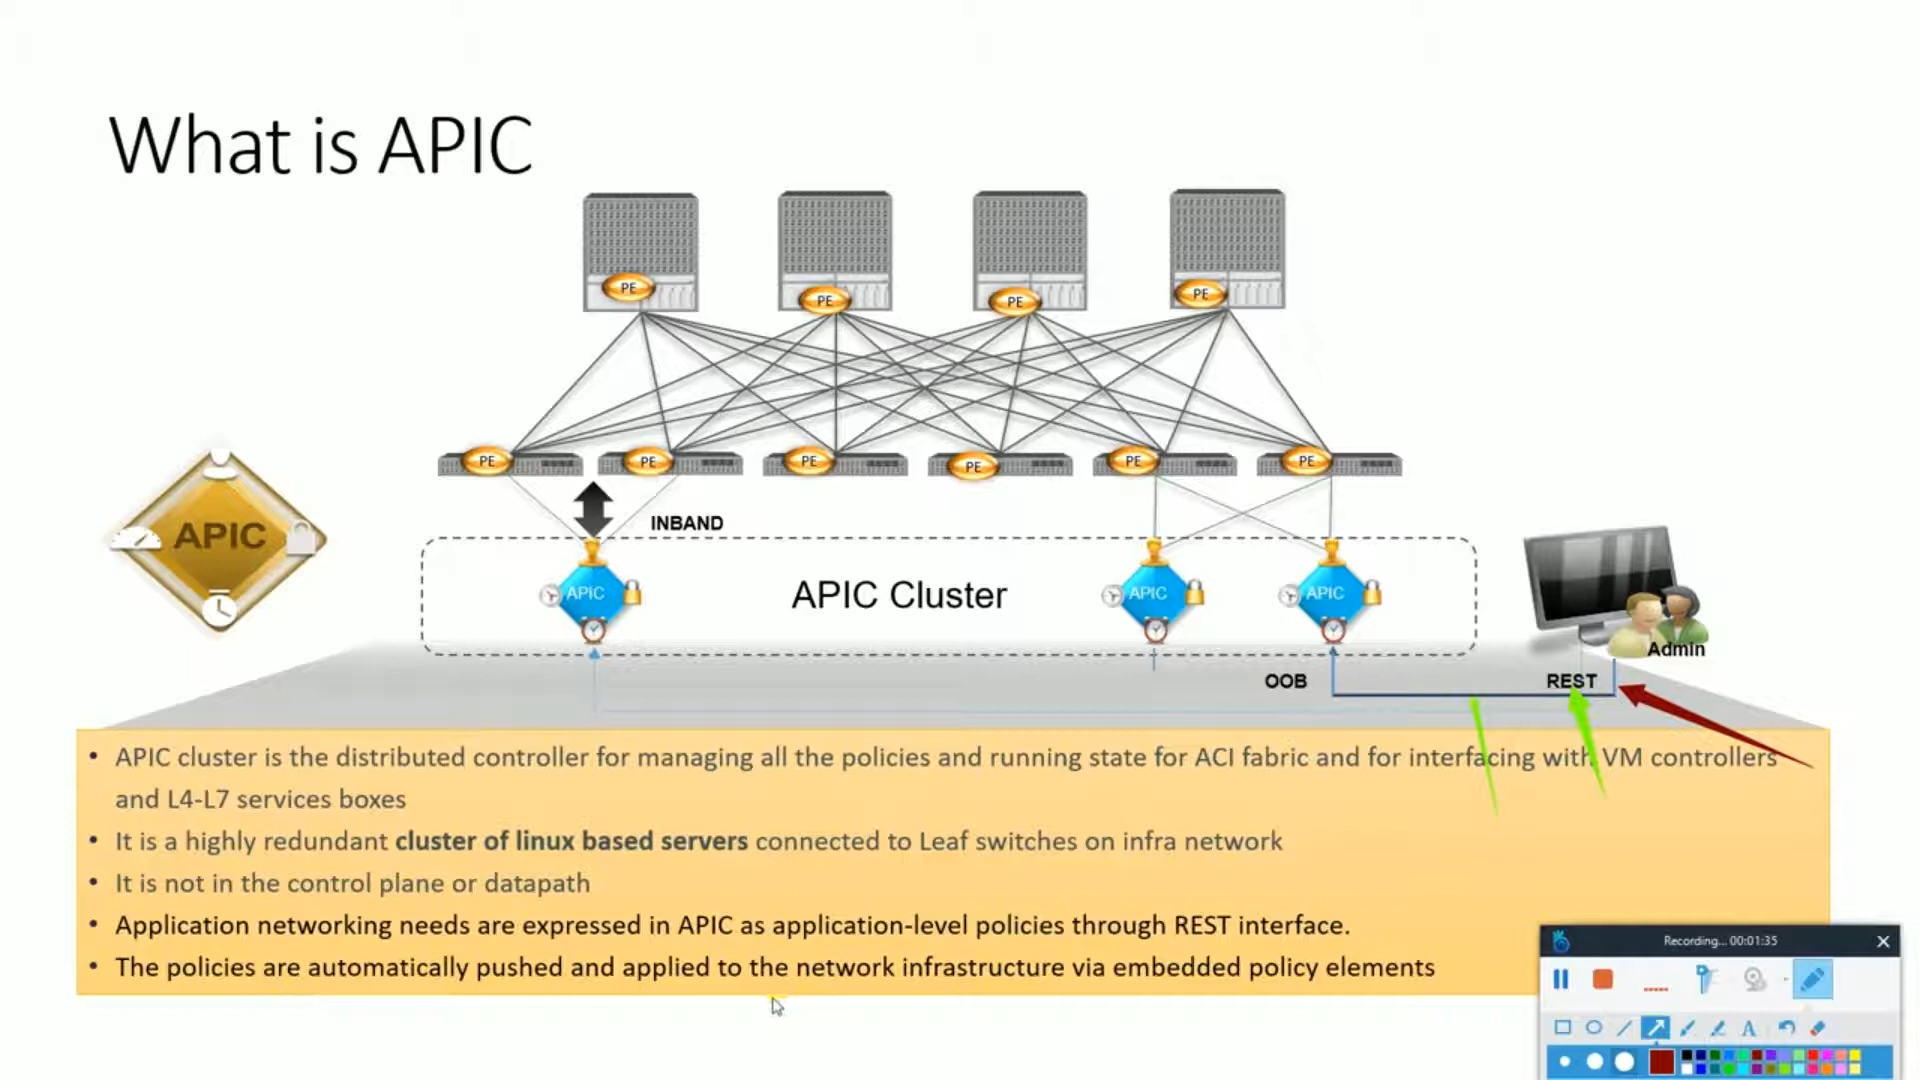 What is APIC
PE
PE
PE
PE
PE
PE
PE
PE
PE
PE
APIC
INBAND
APIC
APIC Cluster
APIC
APIC
Admin
OOB
REST
• APIC cluster is the distributed controller for managing all the policies and running state for ACI fabric and for interfacing with VM controllers
and L4-L7 services boxes
• It is a highly redundant cluster of linux based servers connected to Leaf switches on infra network
• It is not in the control plane or datapath
• Application networking needs are expressed in APIC as application-level policies through REST interface.
• The policies are automatically pushed and applied to the network infrastructure via embedded policy elements
Recording... 00:01:35
A